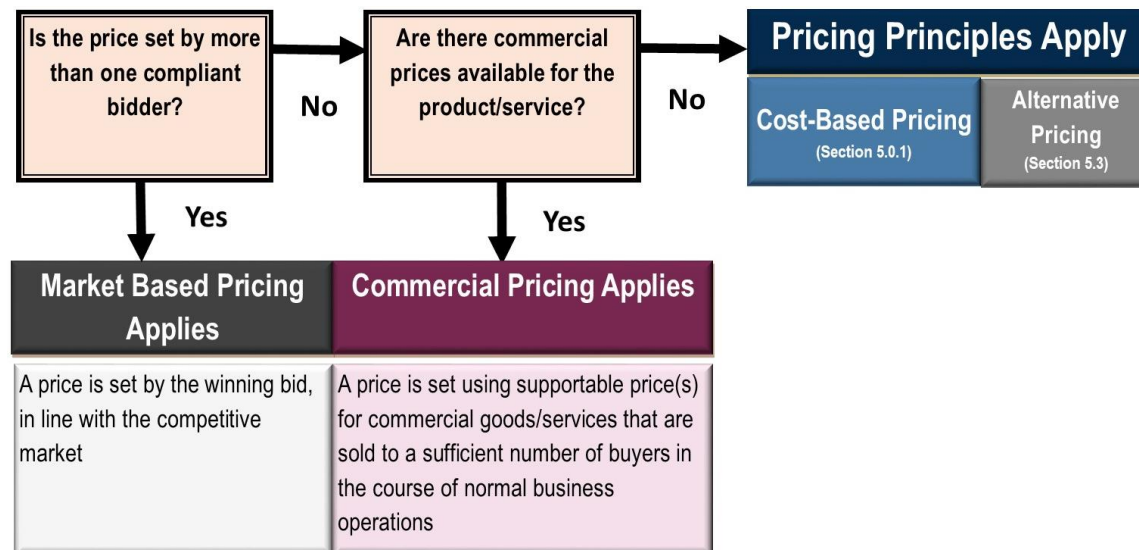 Is the price set by more
than one compliant
bidder?
No
Are there commercial
prices available for the
product/service?
No
Pricing Principles Apply
Cost-Based Pricing
(Section 5.0.1)
Alternative
Pricing
(Section 5.3)
Yes
Yes
Market Based Pricing
Applies
A price is set by the winning bid,
in line with the competitive
market
Commercial Pricing Applies
A price is set using supportable price(s)
for commercial goods/services that are
sold to a sufficient number of buyers in
the course of normal business
operations